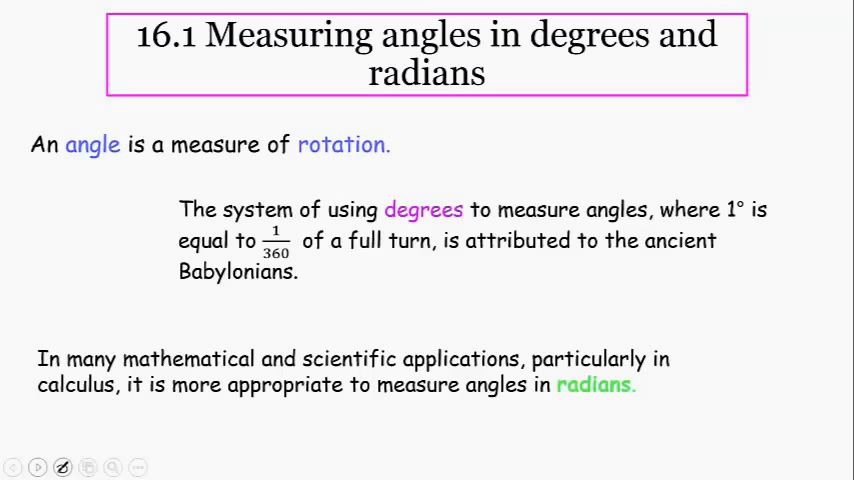 16.1 Measuring angles in degrees and
radians
An angle is a measure of rotation.
The system of using degrees to measure angles, where 1° is
equal to 1/360 of a full turn, is attributed to the ancient
Babylonians.
In many mathematical and scientific applications, particularly in
calculus, it is more appropriate to measure angles in radians.